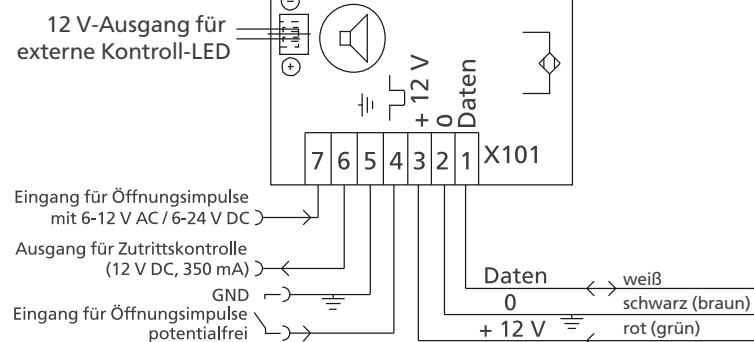 12 V-Ausgang für
externe Kontroll-LED
+ 12 V
0
Daten
7 6 5 4 3 2 1 X101
Eingang für Öffnungsimpulse
mit 6-12 V AC / 6-24 V DC
Ausgang für Zutrittskontrolle
(12 V DC, 350 mA)
GND
Eingang für Öffnungsimpulse
potentialfrei
Daten weiß
0 schwarz (braun)
+ 12 V rot (grün)